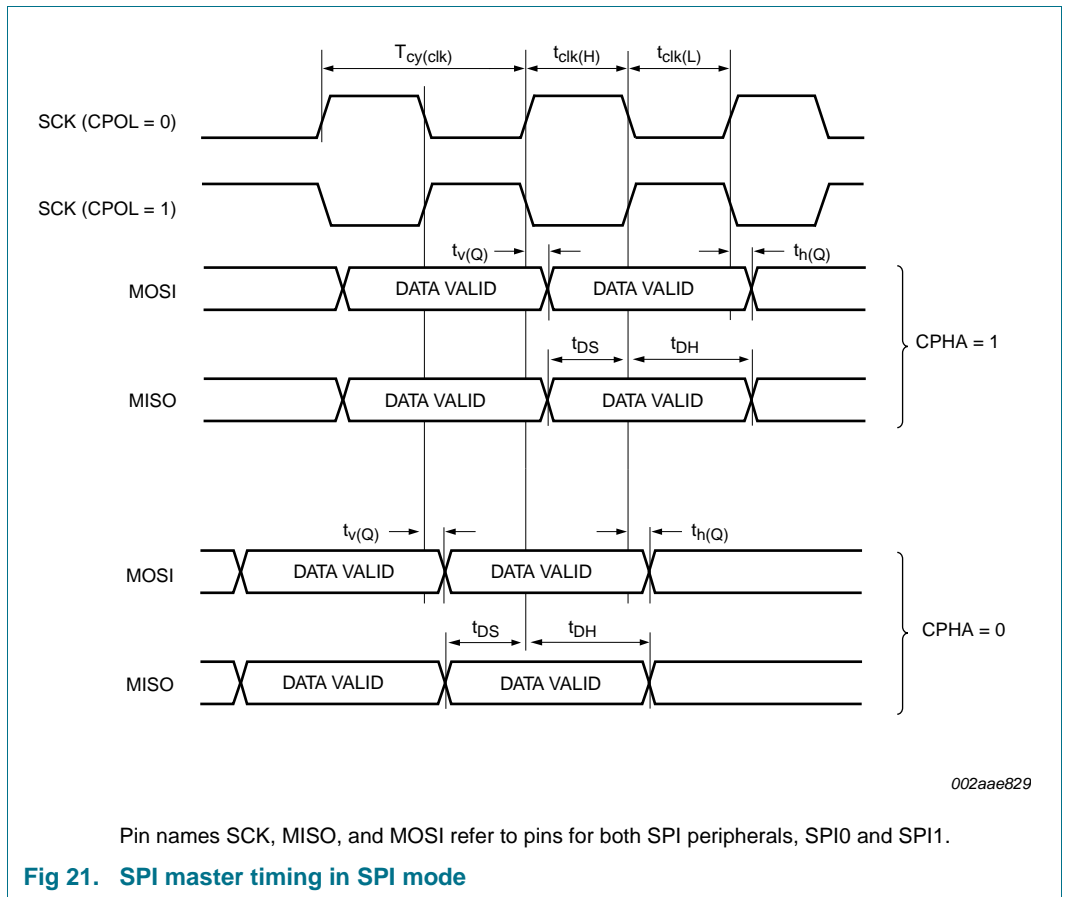 Tcy(clk) tclk(H) tclk(L)
SCK (CPOL = 0)
SCK (CPOL = 1)
tv(Q) th(Q)
MOSI DATA VALID DATA VALID
CPHA = 1
tDS tDH
MISO DATA VALID DATA VALID
tv(Q) th(Q)
MOSI DATA VALID DATA VALID
CPHA = 0
tDS tDH
MISO DATA VALID DATA VALID
002aae829
Pin names SCK, MISO, and MOSI refer to pins for both SPI peripherals, SPI0 and SPI1.
Fig 21. SPI master timing in SPI mode